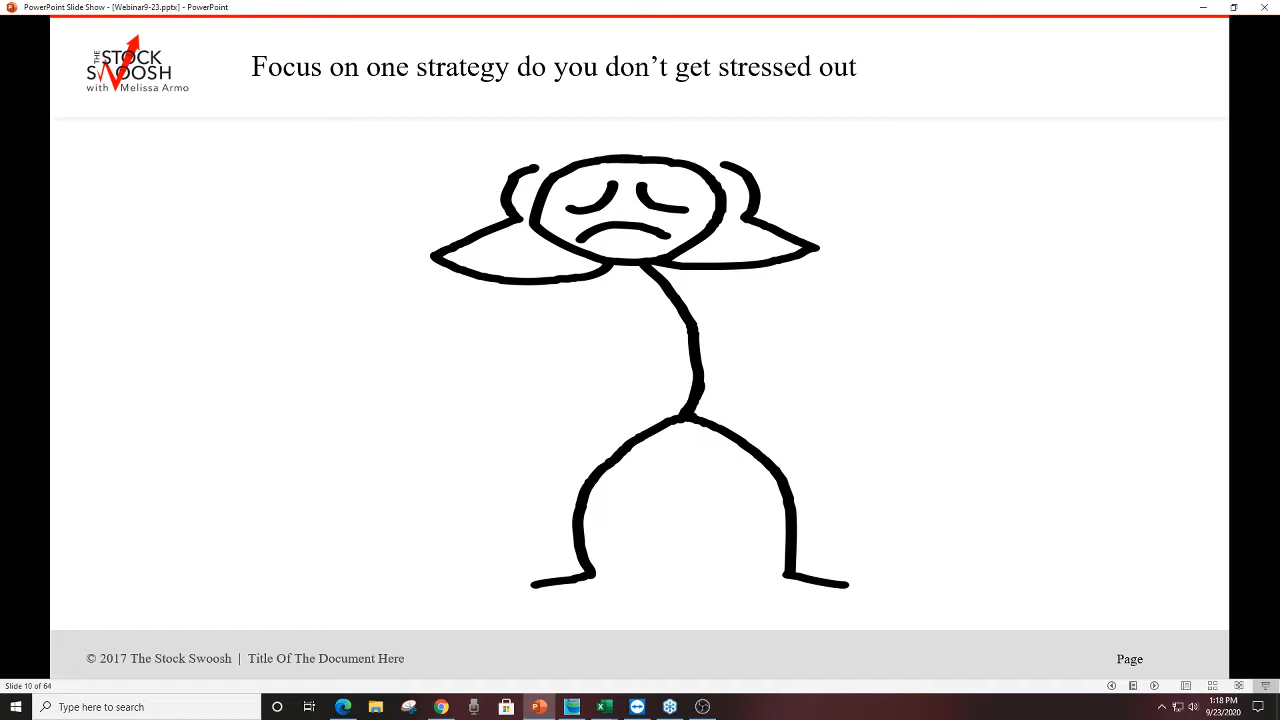 PowerPoint Slide Show - [Webinar9-23.pptx] - PowerPoint
THE STOCK
SWOOSH
with Melissa Armo
Focus on one strategy do you don’t get stressed out
© 2017 The Stock Swoosh | Title Of The Document Here
Page
Slide 10 of 64
Type here to search
1:18 PM
9/23/2020